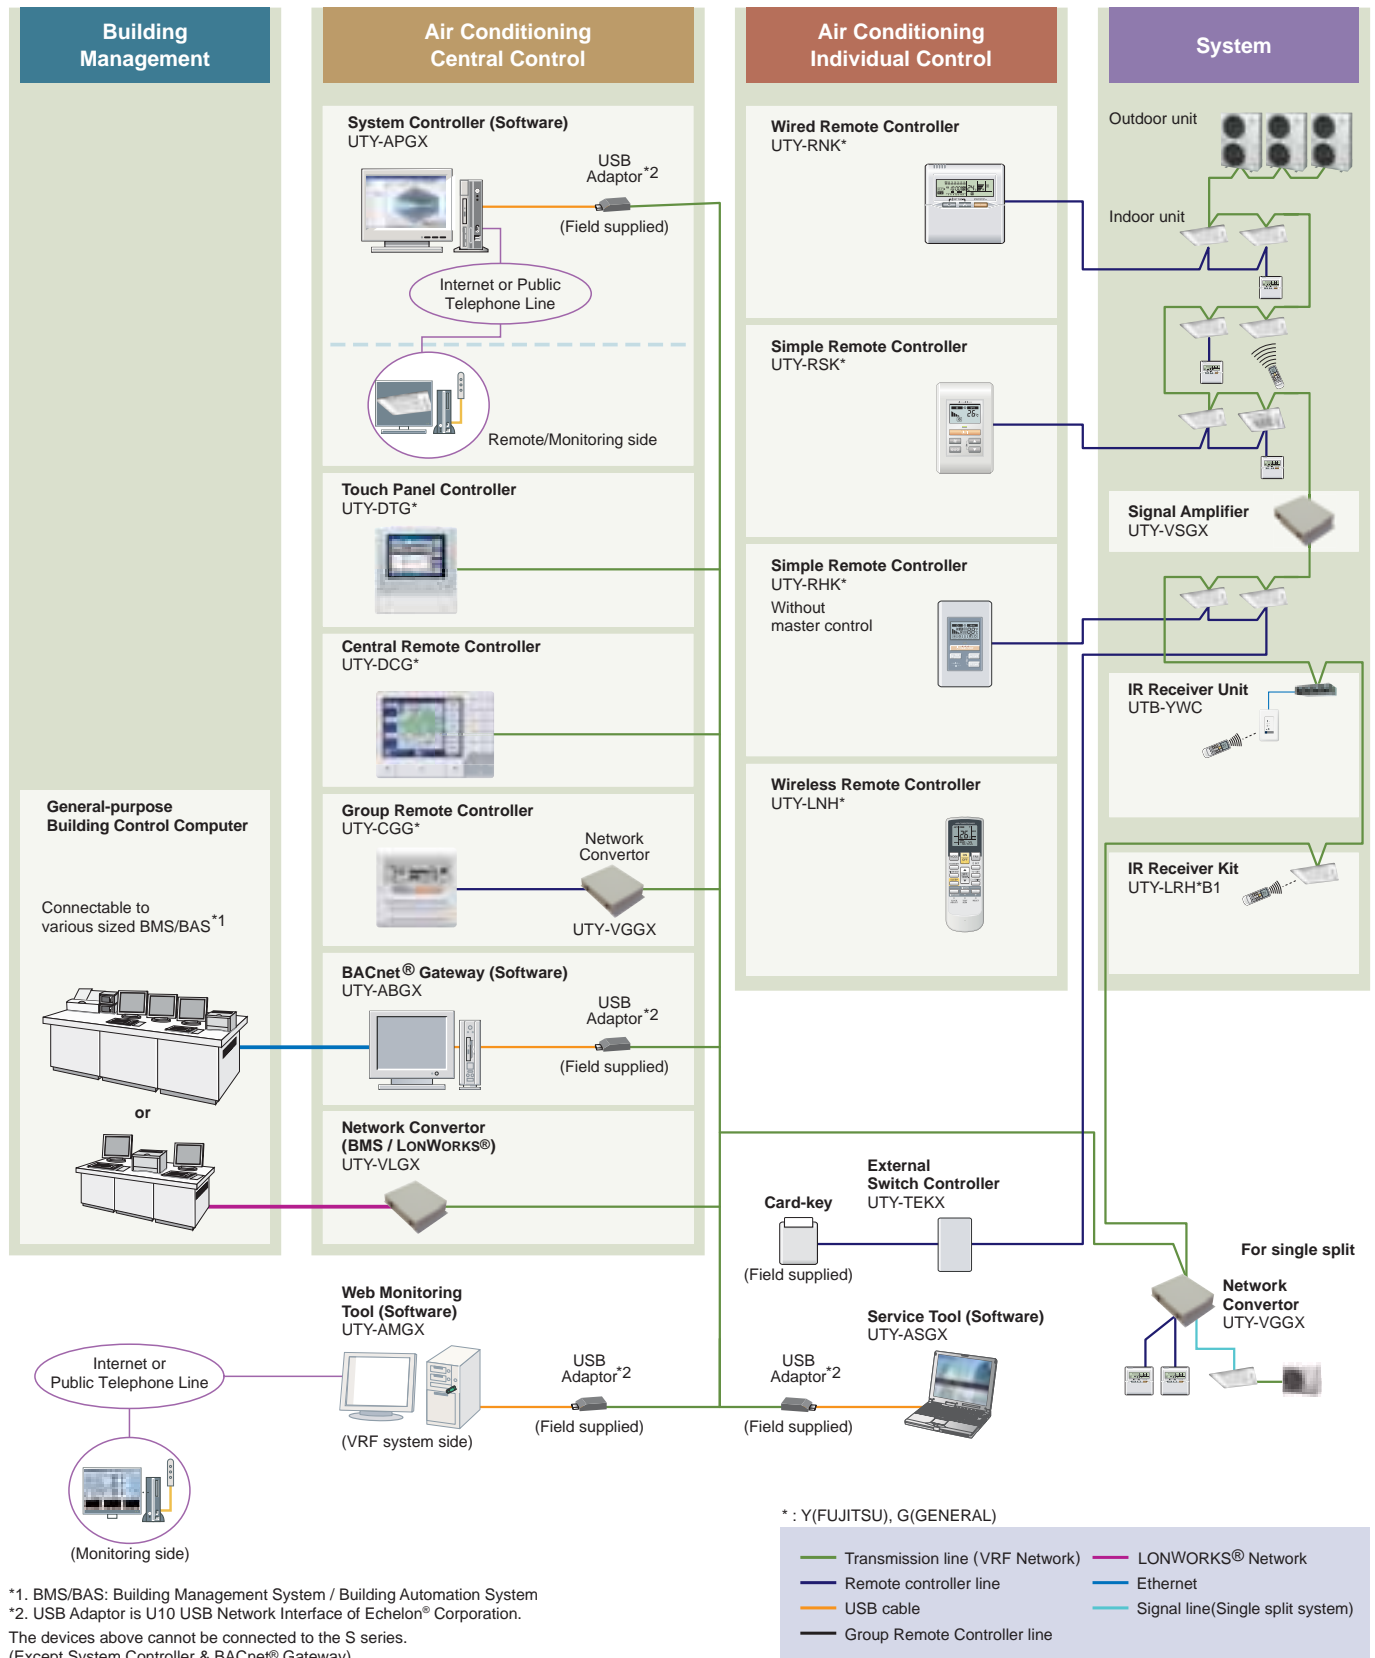 Building
Management
Air Conditioning
Central Control
Air Conditioning
Individual Control
System
System Controller (Software)
UTY-APGX
USB
Adaptor*2
(Field supplied)
Internet or Public
Telephone Line
Remote/Monitoring side
Touch Panel Controller
UTY-DTG*
Central Remote Controller
UTY-DCG*
Group Remote Controller
UTY-CGG*
Network
Convertor
UTY-VGGX
BACnet® Gateway (Software)
UTY-ABGX
USB
Adaptor*2
(Field supplied)
Network Convertor
(BMS / LONWORKS®)
UTY-VLGX
General-purpose
Building Control Computer
Connectable to
various sized BMS/BAS*1
or
Wired Remote Controller
UTY-RNK*
Simple Remote Controller
UTY-RSK*
Simple Remote Controller
UTY-RHK*
Without
master control
Wireless Remote Controller
UTY-LNH*
Outdoor unit
Indoor unit
Signal Amplifier
UTY-VSGX
IR Receiver Unit
UTB-YWC
IR Receiver Kit
UTY-LRH*B1
External
Switch Controller
UTY-TEKX
Card-key
(Field supplied)
For single split
Network
Convertor
UTY-VGGX
Web Monitoring
Tool (Software)
UTY-AMGX
(VRF system side)
USB
Adaptor*2
(Field supplied)
Service Tool (Software)
UTY-ASGX
USB
Adaptor*2
(Field supplied)
Internet or
Public Telephone Line
(Monitoring side)
* : Y(FUJITSU), G(GENERAL)
Transmission line (VRF Network)
Remote controller line
USB cable
Group Remote Controller line
LONWORKS® Network
Ethernet
Signal line(Single split system)
*1. BMS/BAS: Building Management System / Building Automation System
*2. USB Adaptor is U10 USB Network Interface of Echelon® Corporation.
The devices above cannot be connected to the S series.
(Except System Controller & BACnet® Gateway)